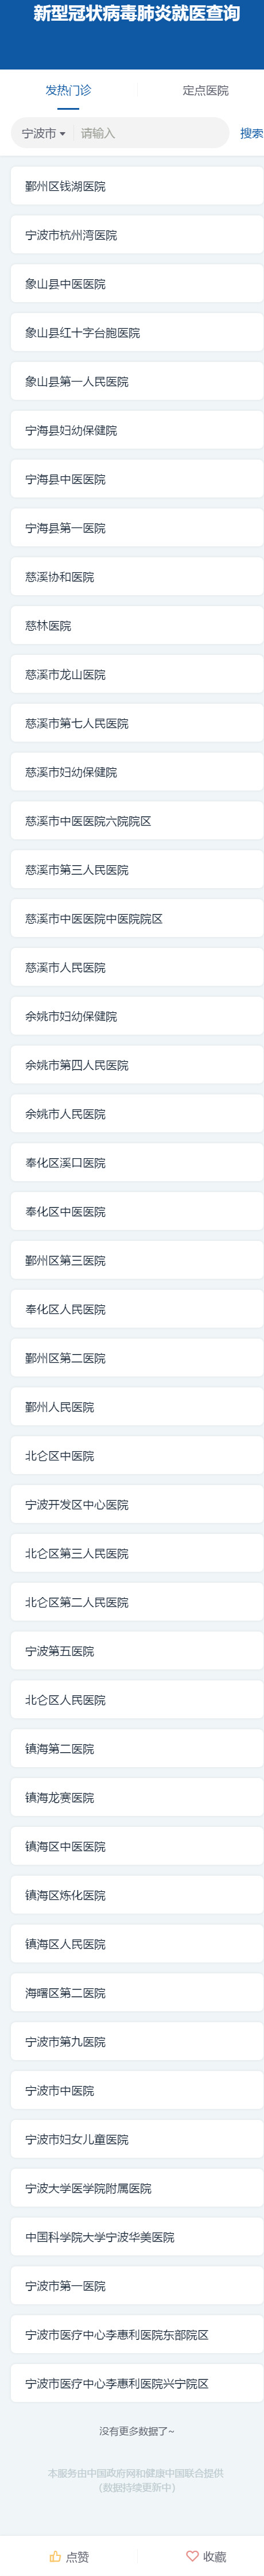 新型冠状病毒肺炎就医查询
发热门诊 定点医院
宁波市 请输入 搜索
鄞州区钱湖医院
宁波市杭州湾医院
象山县中医医院
象山县红十字台胞医院
象山县第一人民医院
宁海县妇幼保健院
宁海县中医医院
宁海县第一医院
慈溪协和医院
慈林医院
慈溪市龙山医院
慈溪市第七人民医院
慈溪市妇幼保健院
慈溪市中医医院六院院区
慈溪市第三人民医院
慈溪市中医医院中医院院区
慈溪市人民医院
余姚市妇幼保健院
余姚市第四人民医院
余姚市人民医院
奉化区溪口医院
奉化区中医医院
鄞州区第三医院
奉化区人民医院
鄞州区第二医院
鄞州人民医院
北仑区中医院
宁波开发区中心医院
北仑区第三人民医院
北仑区第二人民医院
宁波第五医院
北仑区人民医院
镇海第二医院
镇海龙赛医院
镇海区中医医院
镇海区炼化医院
镇海区人民医院
海曙区第二医院
宁波市第九医院
宁波市中医院
宁波市妇女儿童医院
宁波大学医学院附属医院
中国科学院大学宁波华美医院
宁波市第一医院
宁波市医疗中心李惠利医院东部院区
宁波市医疗中心李惠利医院兴宁院区
没有更多数据了~
本服务由中国政府网和健康中国联合提供
（数据持续更新中）
点赞 收藏